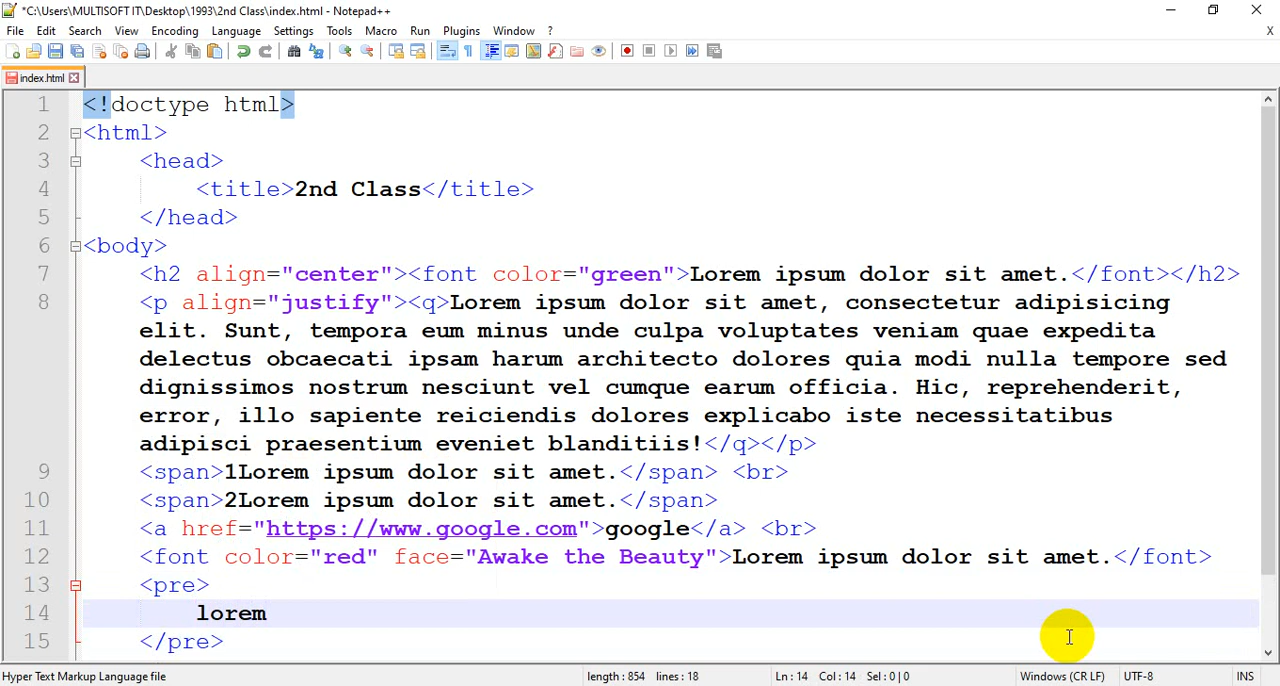 *C:\Users\MULTISOFT IT\Desktop\1993\2nd Class\index.html - Notepad++
File Edit Search View Encoding Language Settings Tools Macro Run Plugins Window ? X
index.html
1 <!doctype html>
2 <html>
3 <head>
4 <title>2nd Class</title>
5 </head>
6 <body>
7 <h2 align="center"><font color="green">Lorem ipsum dolor sit amet.</font></h2>
8 <p align="justify"><q>Lorem ipsum dolor sit amet, consectetur adipisicing
elit. Sunt, tempora eum minus unde culpa voluptates veniam quae expedita
delectus obcaecati ipsam harum architecto dolores quia modi nulla tempore sed
dignissimos nostrum nesciunt vel cumque earum officia. Hic, reprehenderit,
error, illo sapiente reiciendis dolores explicabo iste necessitatibus
adipisci praesentium eveniet blanditiis!</q></p>
9 <span>1Lorem ipsum dolor sit amet.</span> <br>
10 <span>2Lorem ipsum dolor sit amet.</span>
11 <a href="https://www.google.com">google</a> <br>
12 <font color="red" face="Awake the Beauty">Lorem ipsum dolor sit amet.</font>
13 <pre>
14 lorem
15 </pre>
Hyper Text Markup Language file length : 854 lines : 18 Ln : 14 Col : 14 Sel : 0 | 0 Windows (CR LF) UTF-8 INS